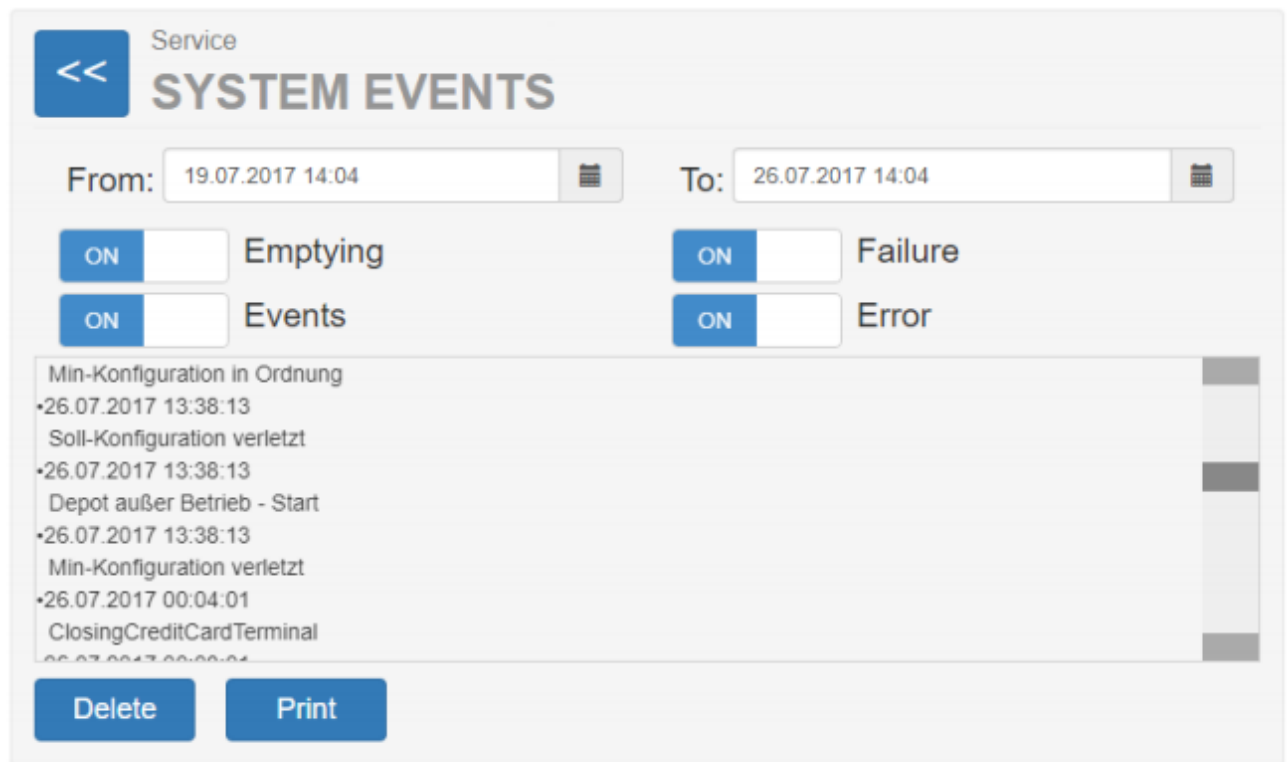 <<
Service
SYSTEM EVENTS
From: 19.07.2017 14:04 To: 26.07.2017 14:04
ON Emptying ON Failure
ON Events ON Error
Min-Konfiguration in Ordnung
•26.07.2017 13:38:13
Soll-Konfiguration verletzt
•26.07.2017 13:38:13
Depot außer Betrieb - Start
•26.07.2017 13:38:13
Min-Konfiguration verletzt
•26.07.2017 00:04:01
ClosingCreditCardTerminal
Delete Print